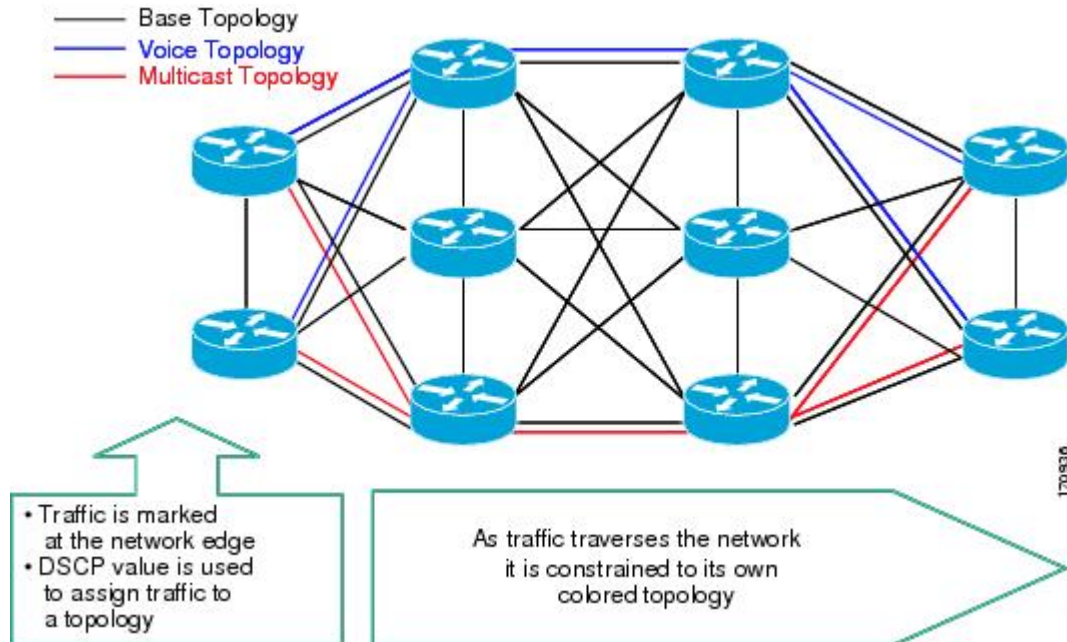 Base Topology
Voice Topology
Multicast Topology
• Traffic is marked
at the network edge
• DSCP value is used
to assign traffic to
a topology
As traffic traverses the network
it is constrained to its own
colored topology
170936